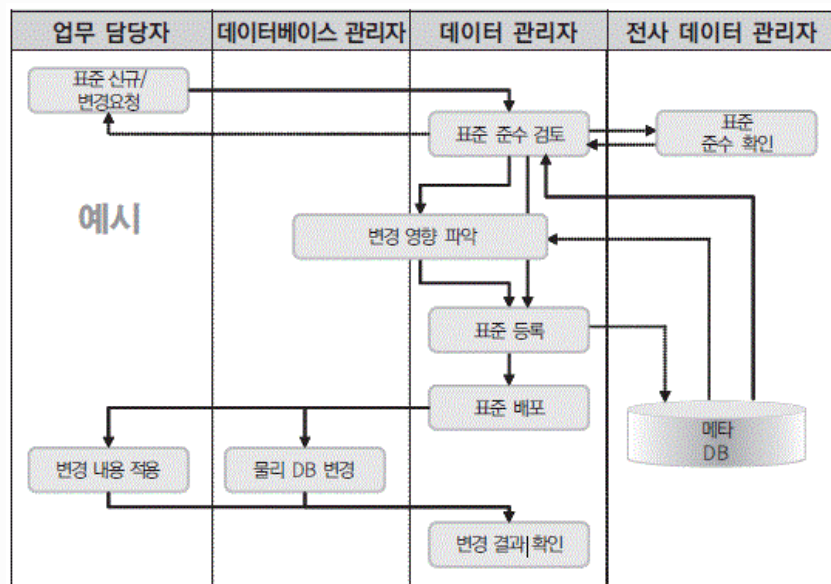 업무 담당자
데이터베이스 관리자
데이터 관리자
전사 데이터 관리자
표준 신규/
변경요청
표준 준수 검토
표준
준수 확인
예시
변경 영향 파악
표준 등록
표준 배포
메타
DB
변경 내용 적용
물리 DB 변경
변경 결과 확인